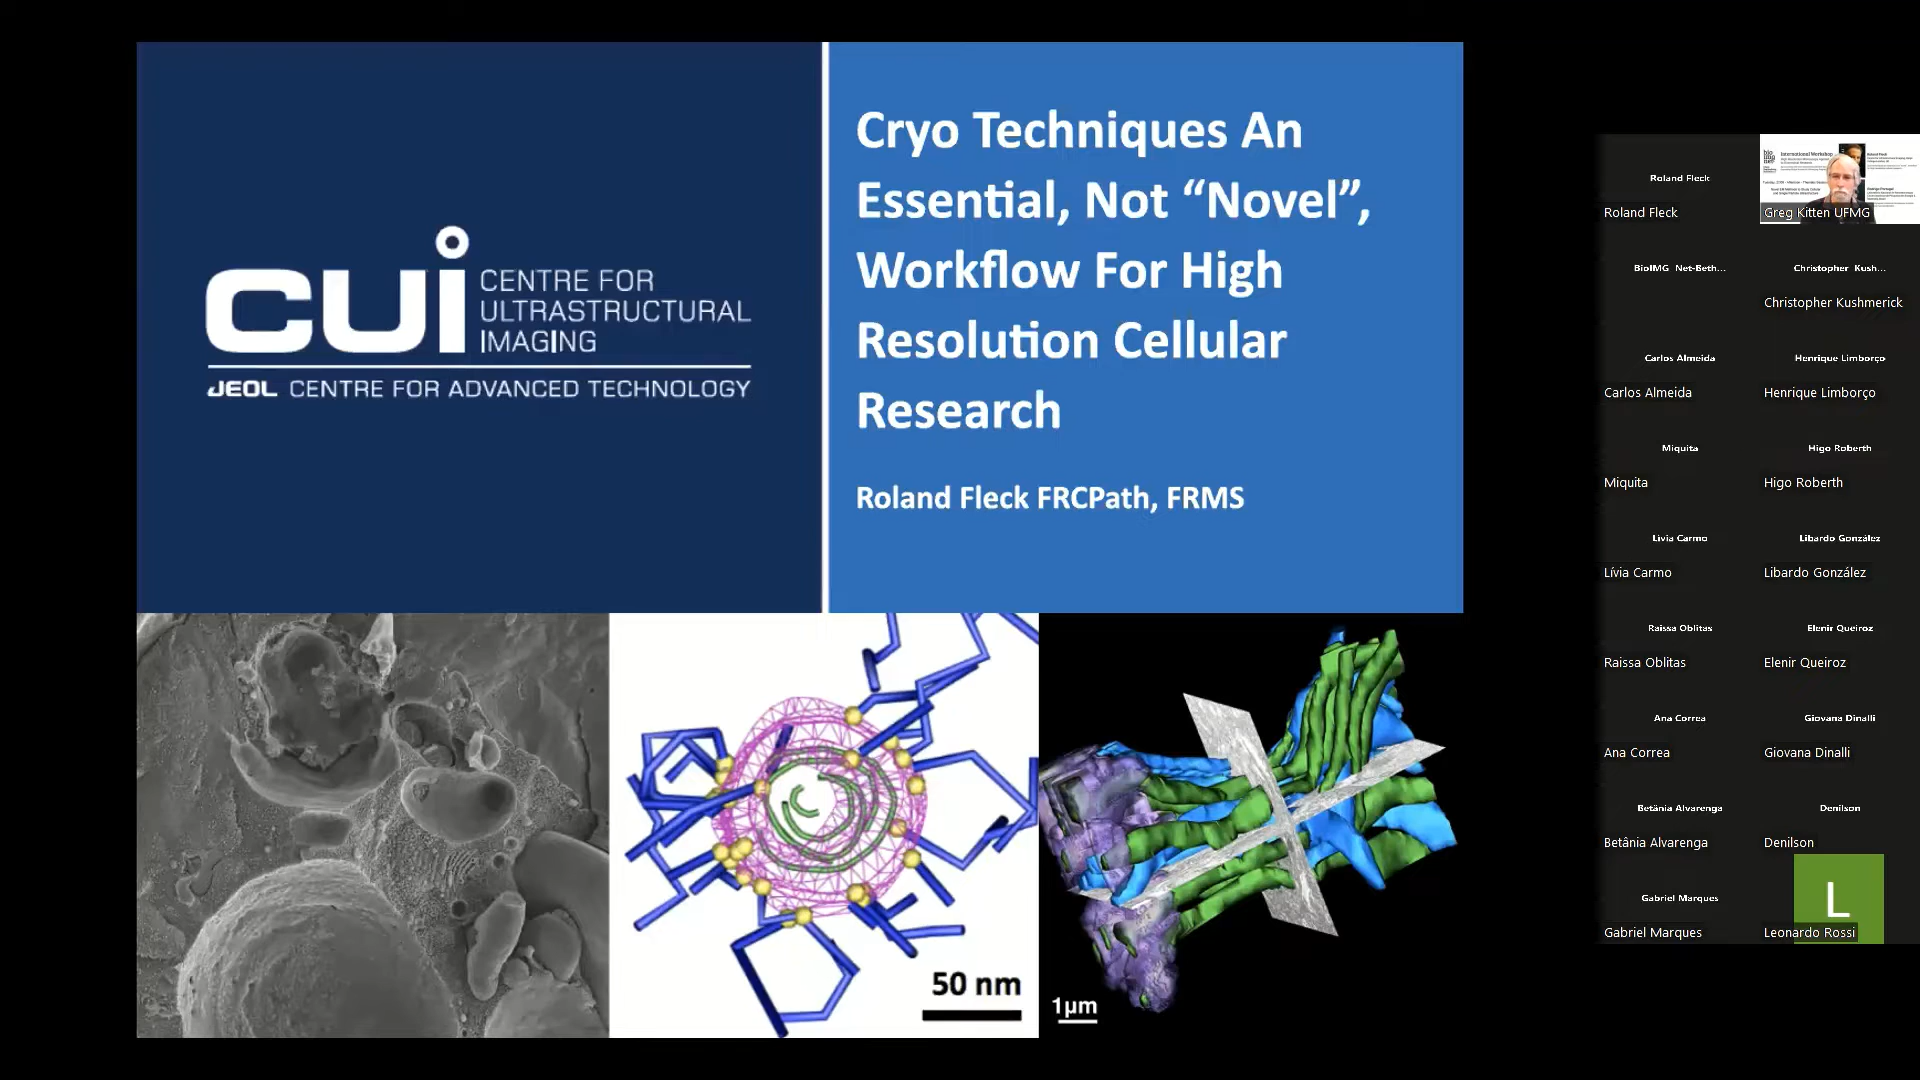 CUI CENTRE FOR
ULTRASTRUCTURAL
IMAGING
JEOL CENTRE FOR ADVANCED TECHNOLOGY
Cryo Techniques An
Essential, Not “Novel”,
Workflow For High
Resolution Cellular
Research
Roland Fleck FRCPath, FRMS
50 nm
1µm
Roland Fleck
Roland Fleck
International Workshop
Greg Kitten UFMG
BioIMG Net-Beth...
Christopher Kush...
Christopher Kushmerick
Carlos Almeida
Henrique Limborço
Carlos Almeida
Henrique Limborço
Miquita
Higo Roberth
Miquita
Higo Roberth
Lívia Carmo
Libardo González
Lívia Carmo
Libardo González
Raissa Oblitas
Elenir Queiroz
Raissa Oblitas
Elenir Queiroz
Ana Correa
Giovana Dinalli
Ana Correa
Giovana Dinalli
Betânia Alvarenga
Denilson
Betânia Alvarenga
Denilson
Gabriel Marques
L
Gabriel Marques
Leonardo Rossi